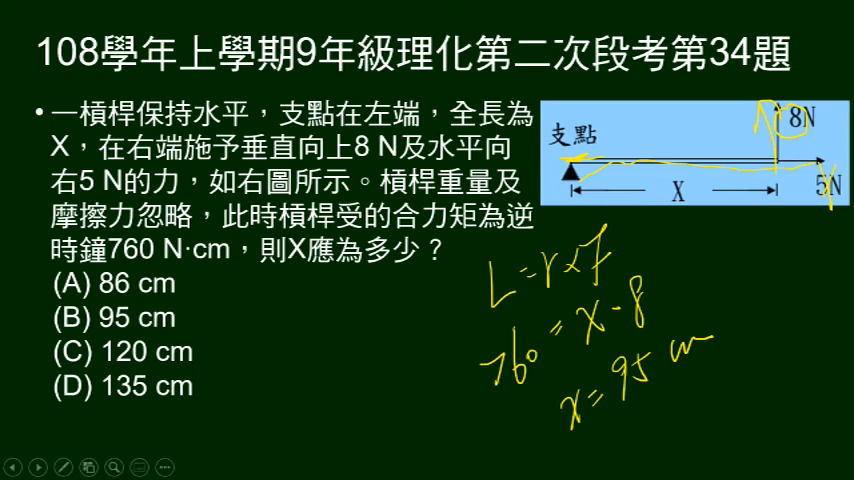 108學年上學期9年級理化第二次段考第34題
• 一槓桿保持水平，支點在左端，全長為
X，在右端施予垂直向上8 N及水平向
右5 N的力，如右圖所示。槓桿重量及
摩擦力忽略，此時槓桿受的合力矩為逆
時鐘760 N·cm，則X應為多少？
(A) 86 cm
(B) 95 cm
(C) 120 cm
(D) 135 cm
8N
支點
5N
X
L = r × f
760 = x · 8
x = 95 cm